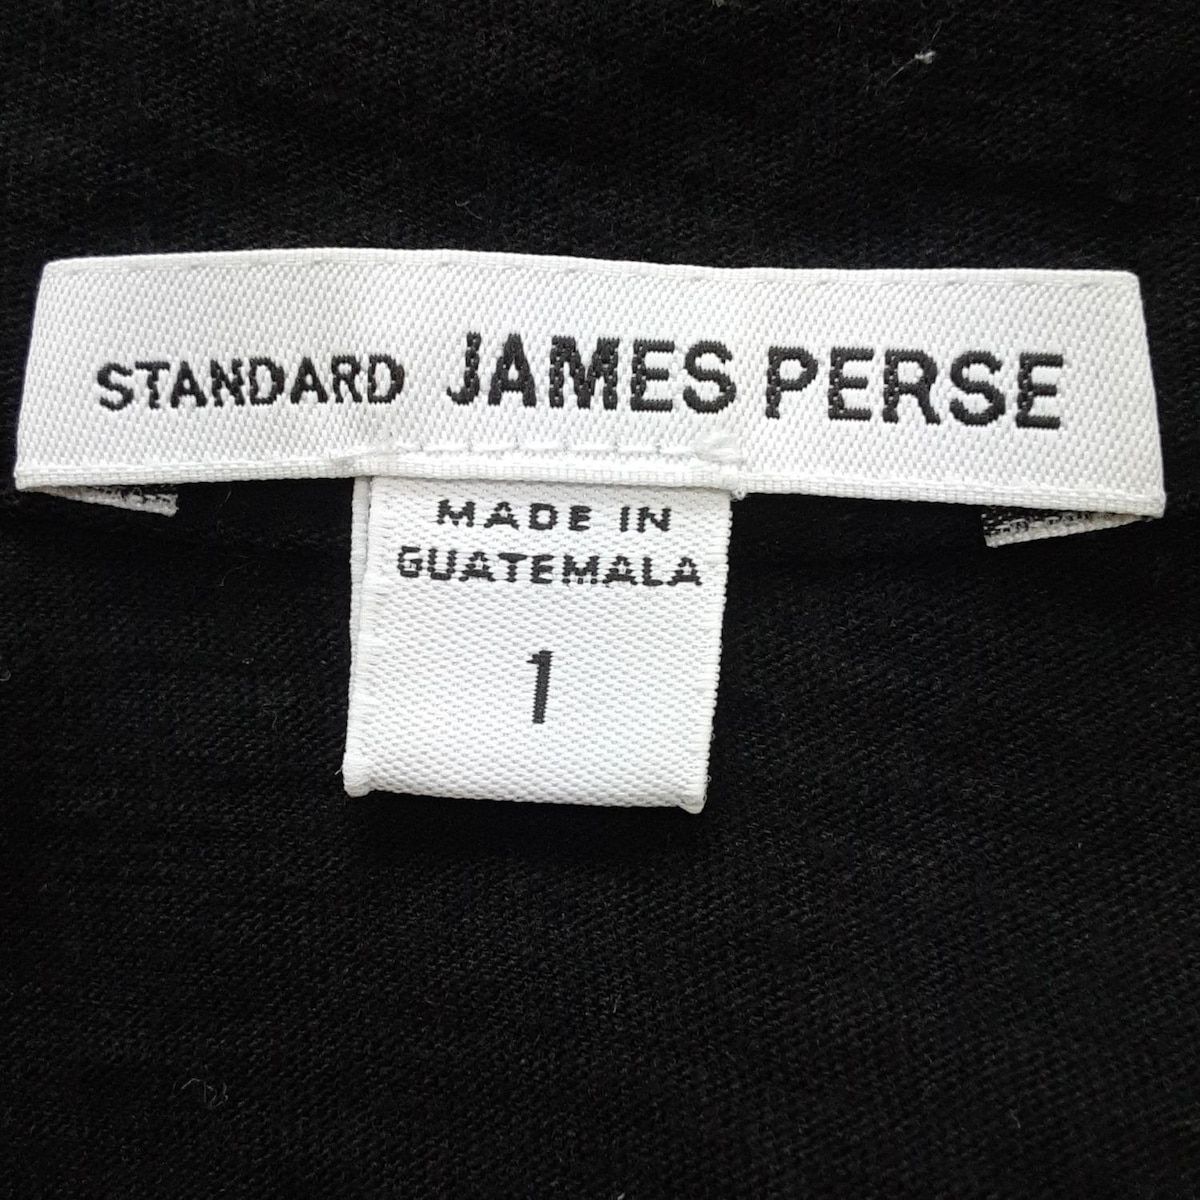 STANDARD JAMES PERSE
MADE IN
GUATEMALA
1